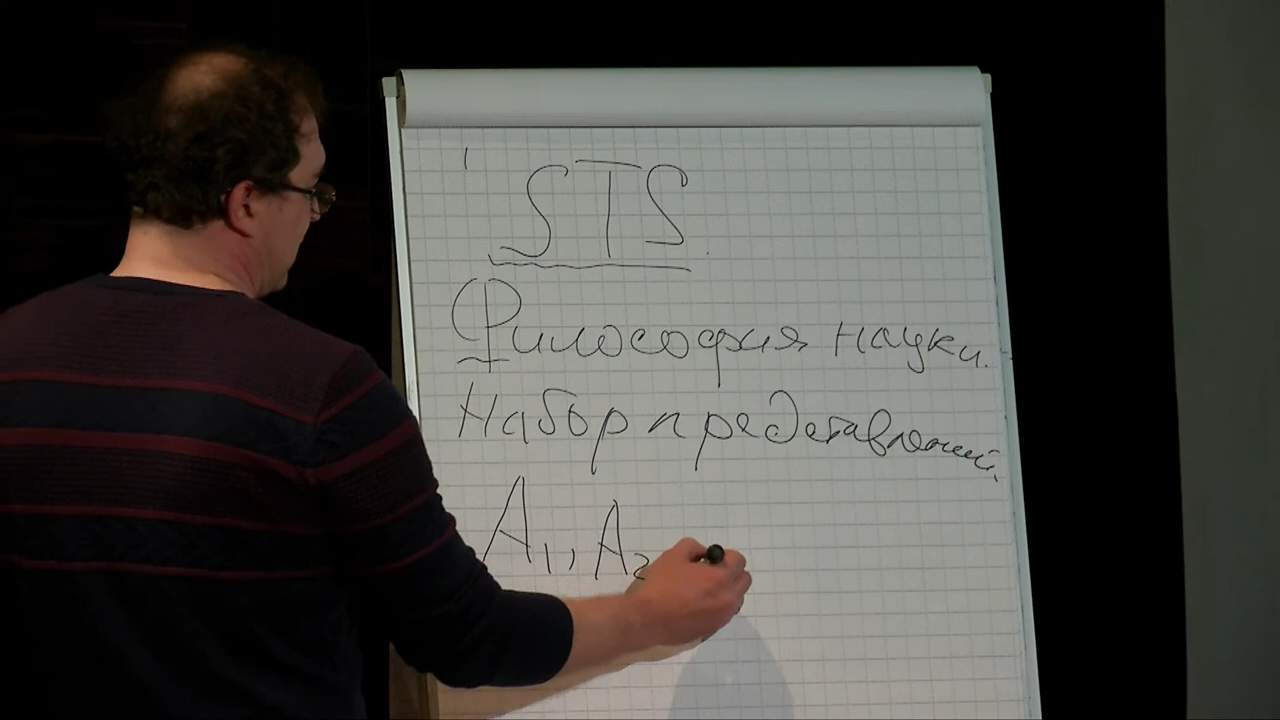 STS
Философия науки.
Набор представлений,
A₁, A₂